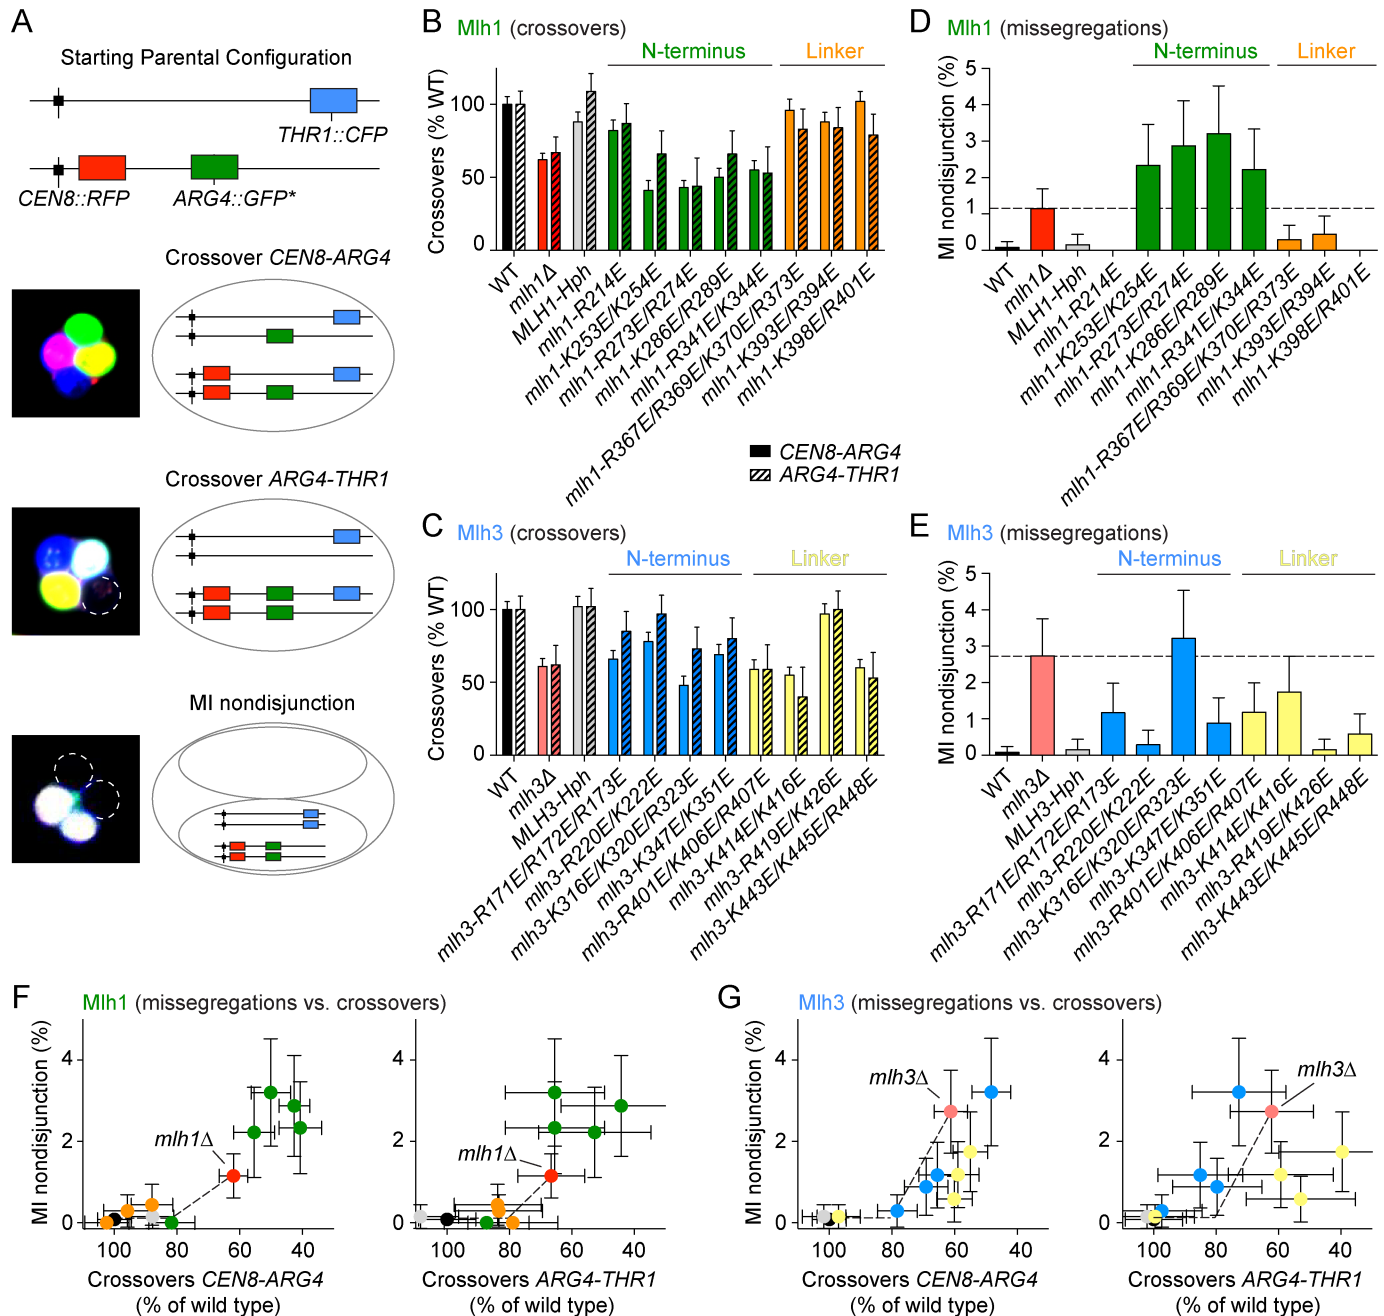 A
Starting Parental Configuration
THR1::CFP
CEN8::RFP
ARG4::GFP*
Crossover CEN8-ARG4
Crossover ARG4-THR1
MI nondisjunction
B
Mlh1 (crossovers)
N-terminus
Linker
Crossovers (% WT)
100
50
0
WT
mlh1Δ
MLH1-Hph
mlh1-R214E
mlh1-K253E/K254E
mlh1-R273E/R274E
mlh1-K286E/R289E
mlh1-R341E/K344E
mlh1-R367E/R369E/K370E/R373E
mlh1-K393E/R394E
mlh1-K398E/R401E
D
Mlh1 (missegregations)
N-terminus
Linker
MI nondisjunction (%)
5
4
3
2
1
0
WT
mlh1Δ
MLH1-Hph
mlh1-R214E
mlh1-K253E/K254E
mlh1-R273E/R274E
mlh1-K286E/R289E
mlh1-R341E/K344E
mlh1-R367E/R369E/K370E/R373E
mlh1-K393E/R394E
mlh1-K398E/R401E
CEN8-ARG4
ARG4-THR1
C
Mlh3 (crossovers)
N-terminus
Linker
Crossovers (% WT)
100
50
0
WT
mlh3Δ
MLH3-Hph
mlh3-R171E/R172E/R173E
mlh3-R220E/K222E
mlh3-K316E/K320E/R323E
mlh3-K347E/K351E
mlh3-R401E/K406E/R407E
mlh3-K414E/K416E
mlh3-R419E/K426E
mlh3-K443E/K445E/R448E
E
Mlh3 (missegregations)
N-terminus
Linker
MI nondisjunction (%)
5
4
3
2
1
0
WT
mlh3Δ
MLH3-Hph
mlh3-R171E/R172E/R173E
mlh3-R220E/K222E
mlh3-K316E/K320E/R323E
mlh3-K347E/K351E
mlh3-R401E/K406E/R407E
mlh3-K414E/K416E
mlh3-R419E/K426E
mlh3-K443E/K445E/R448E
F
Mlh1 (missegregations vs. crossovers)
MI nondisjunction (%)
4
2
0
mlh1Δ
100 80 60 40
Crossovers CEN8-ARG4
(% of wild type)
4
2
0
mlh1Δ
100 80 60 40
Crossovers ARG4-THR1
(% of wild type)
G
Mlh3 (missegregations vs. crossovers)
MI nondisjunction (%)
4
2
0
mlh3Δ
100 80 60 40
Crossovers CEN8-ARG4
(% of wild type)
4
2
0
mlh3Δ
100 80 60 40
Crossovers ARG4-THR1
(% of wild type)